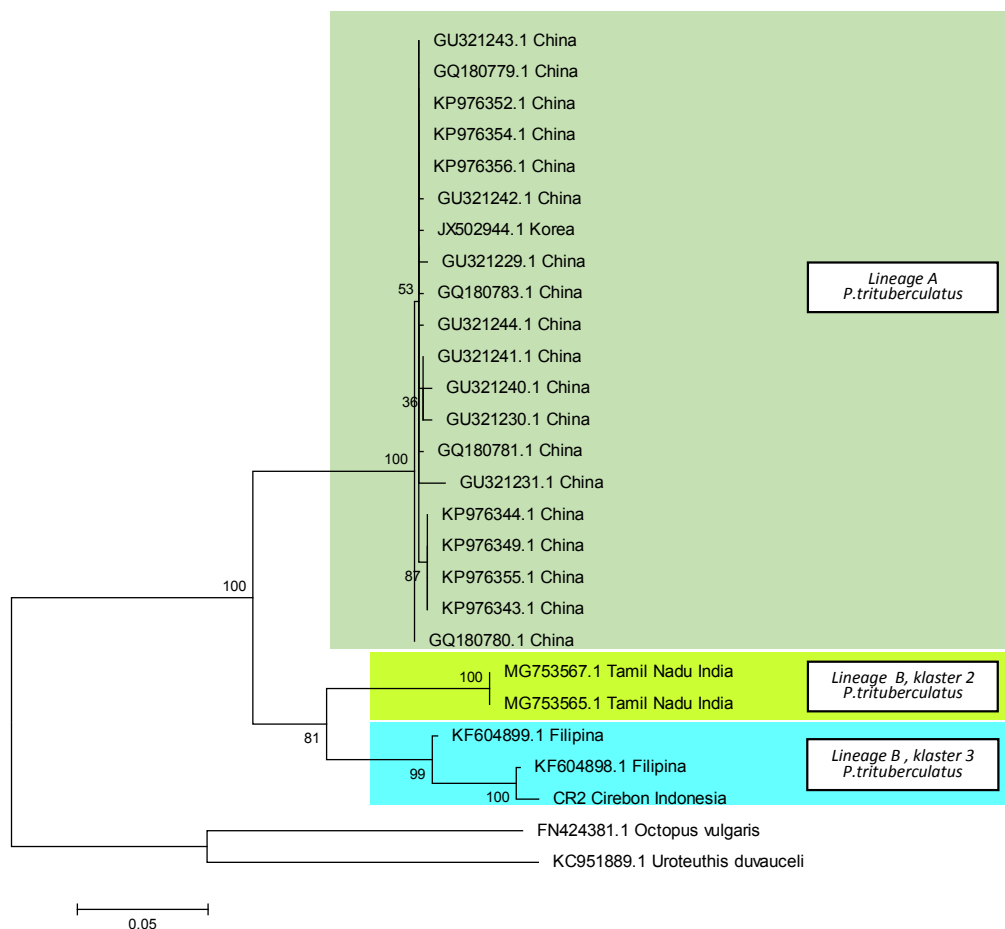 GU321243.1 China
GQ180779.1 China
KP976352.1 China
KP976354.1 China
KP976356.1 China
GU321242.1 China
JX502944.1 Korea
GU321229.1 China
GQ180783.1 China
GU321244.1 China
GU321241.1 China
GU321240.1 China
GU321230.1 China
GQ180781.1 China
GU321231.1 China
KP976344.1 China
KP976349.1 China
KP976355.1 China
KP976343.1 China
GQ180780.1 China
53
36
100
87
100
Lineage A
P.trituberculatus
MG753567.1 Tamil Nadu India
100
MG753565.1 Tamil Nadu India
Lineage B, klaster 2
P.trituberculatus
81
KF604899.1 Filipina
99
KF604898.1 Filipina
100
CR2 Cirebon Indonesia
Lineage B , klaster 3
P.trituberculatus
FN424381.1 Octopus vulgaris
KC951889.1 Uroteuthis duvauceli
0.05